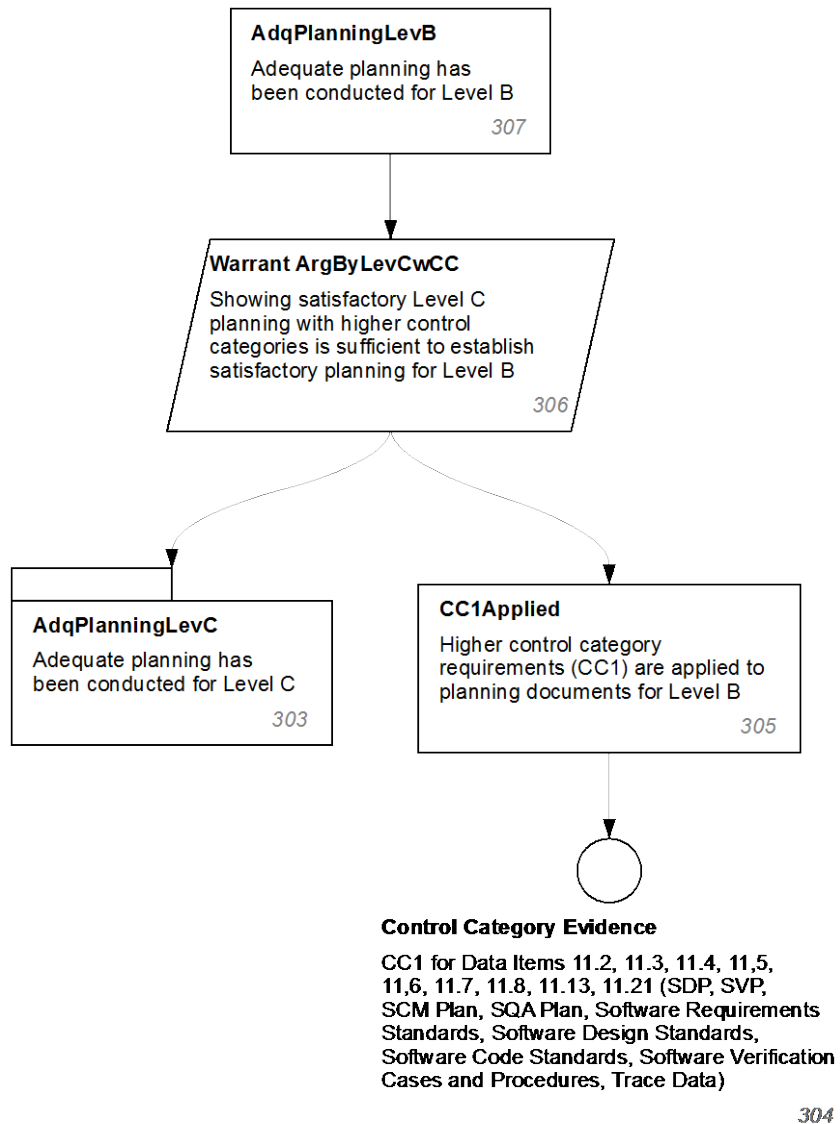 AdqPlanningLevB
Adequate planning has
been conducted for Level B
307
Warrant ArgByLevCwCC
Showing satisfactory Level C
planning with higher control
categories is sufficient to establish
satisfactory planning for Level B
306
AdqPlanningLevC
Adequate planning has
been conducted for Level C
303
CC1Applied
Higher control category
requirements (CC1) are applied to
planning documents for Level B
305
Control Category Evidence
CC1 for Data Items 11.2, 11.3, 11.4, 11,5,
11,6, 11.7, 11.8, 11.13, 11.21 (SDP, SVP,
SCM Plan, SQA Plan, Software Requirements
Standards, Software Design Standards,
Software Code Standards, Software Verification
Cases and Procedures, Trace Data)
304